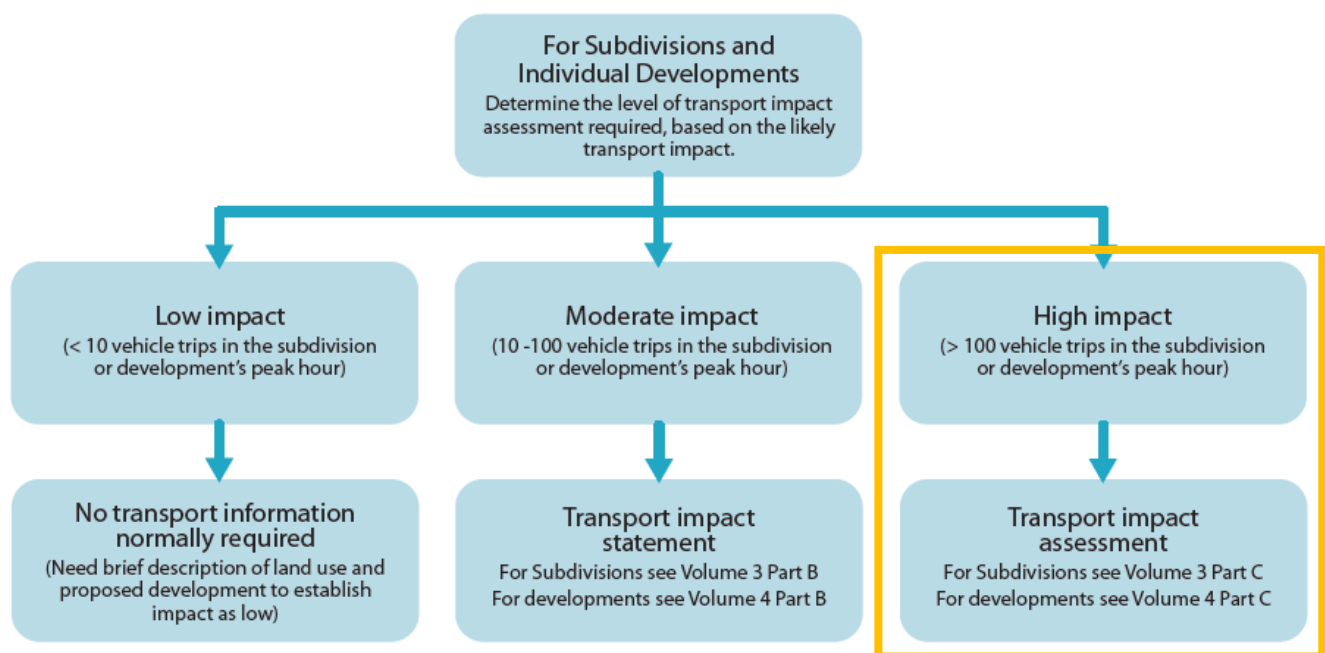 For Subdivisions and
Individual Developments
Determine the level of transport impact
assessment required, based on the likely
transport impact.
Low impact
(< 10 vehicle trips in the subdivision
or development's peak hour)
Moderate impact
(10 -100 vehicle trips in the subdivision
or development's peak hour)
High impact
(> 100 vehicle trips in the subdivision
or development's peak hour)
No transport information
normally required
(Need brief description of land use and
proposed development to establish
impact as low)
Transport impact
statement
For Subdivisions see Volume 3 Part B
For developments see Volume 4 Part B
Transport impact
assessment
For Subdivisions see Volume 3 Part C
For developments see Volume 4 Part C